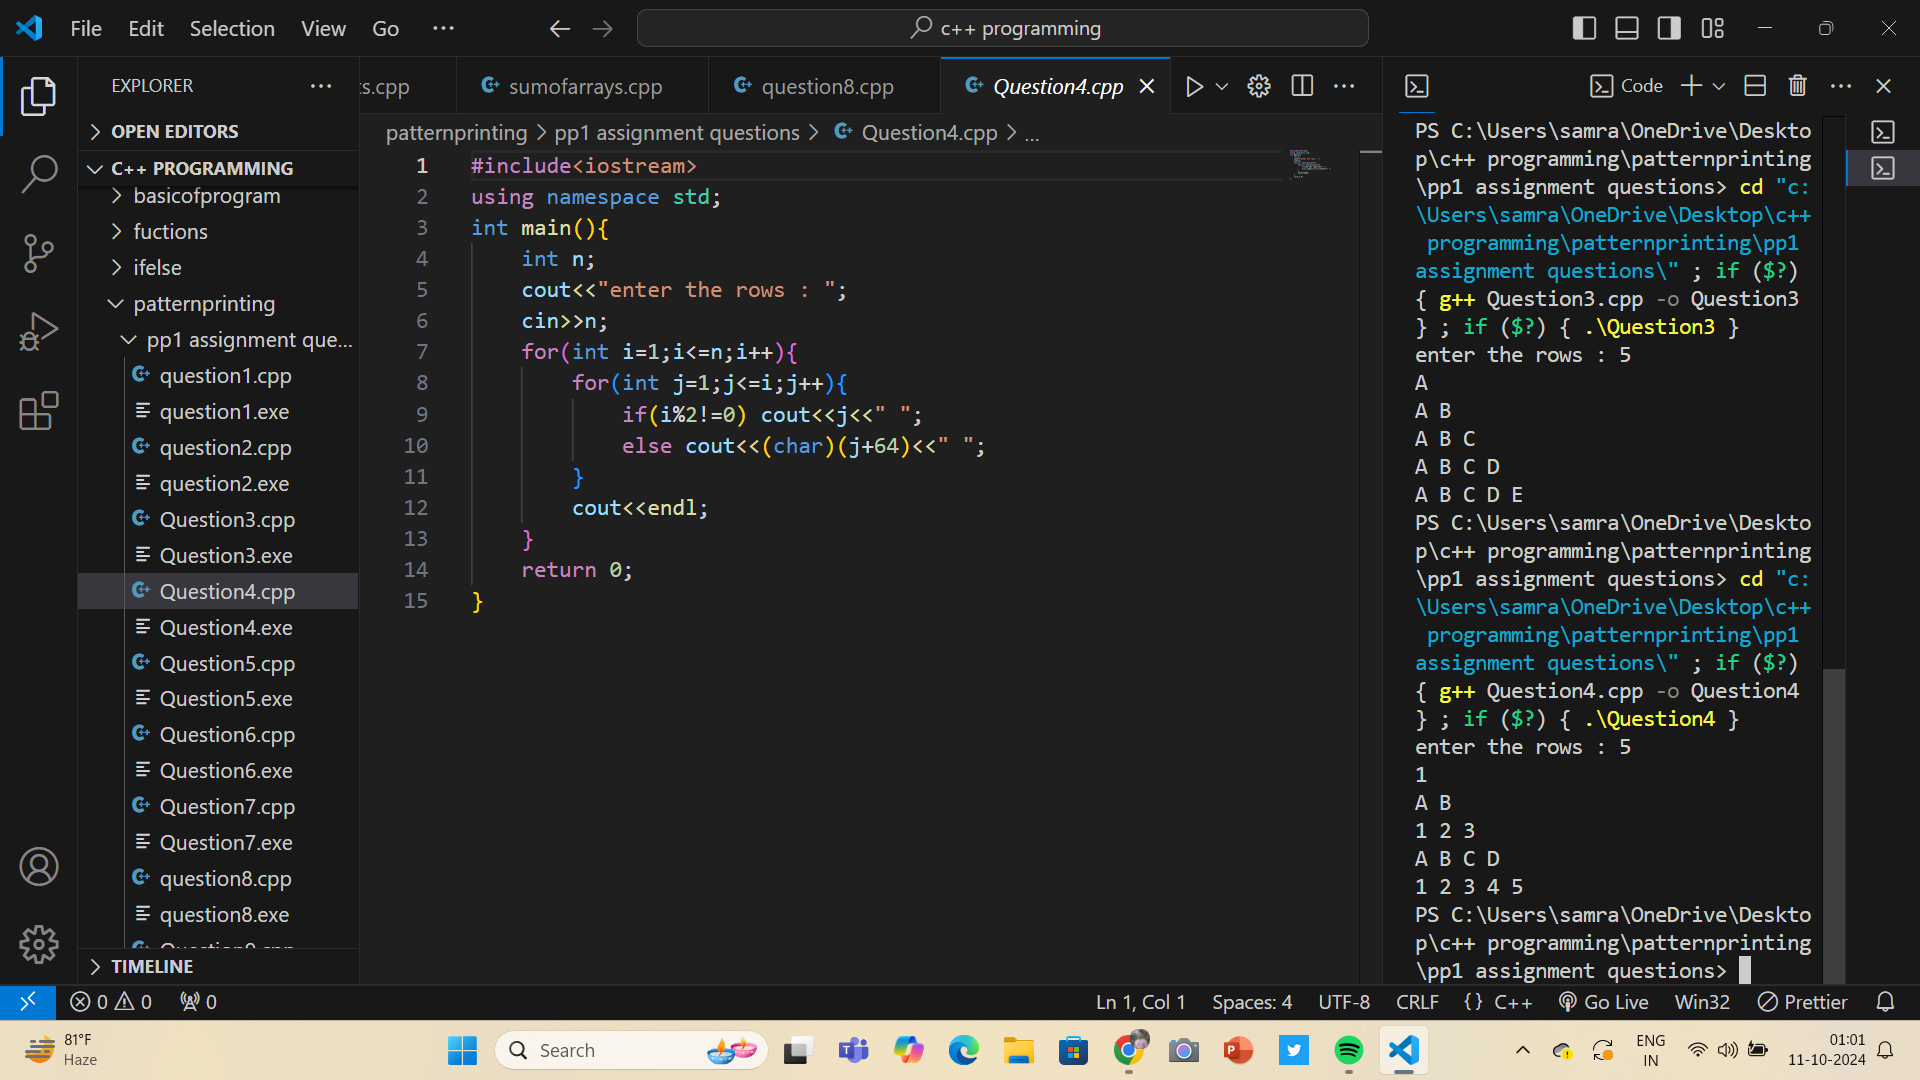 File Edit Selection View Go ...
c++ programming
EXPLORER
OPEN EDITORS
C++ PROGRAMMING
basicofprogram
fuctions
ifelse
patternprinting
pp1 assignment que...
question1.cpp
question1.exe
question2.cpp
question2.exe
Question3.cpp
Question3.exe
Question4.cpp
Question4.exe
Question5.cpp
Question5.exe
Question6.cpp
Question6.exe
Question7.cpp
Question7.exe
question8.cpp
question8.exe
TIMELINE
s.cpp sumofarrays.cpp question8.cpp Question4.cpp
patternprinting > pp1 assignment questions > Question4.cpp > ...
1 #include<iostream>
2 using namespace std;
3 int main(){
4 int n;
5 cout<<"enter the rows : ";
6 cin>>n;
7 for(int i=1;i<=n;i++){
8 for(int j=1;j<=i;j++){
9 if(i%2!=0) cout<<j<<" ";
10 else cout<<(char)(j+64)<<" ";
11 }
12 cout<<endl;
13 }
14 return 0;
15 }
Code
PS C:\Users\samra\OneDrive\Deskto
p\c++ programming\patternprinting
\pp1 assignment questions> cd "c:
\Users\samra\OneDrive\Desktop\c++
programming\patternprinting\pp1
assignment questions\" ; if ($?)
{ g++ Question3.cpp -o Question3
} ; if ($?) { .\Question3 }
enter the rows : 5
A
A B
A B C
A B C D
A B C D E
PS C:\Users\samra\OneDrive\Deskto
p\c++ programming\patternprinting
\pp1 assignment questions> cd "c:
\Users\samra\OneDrive\Desktop\c++
programming\patternprinting\pp1
assignment questions\" ; if ($?)
{ g++ Question4.cpp -o Question4
} ; if ($?) { .\Question4 }
enter the rows : 5
1
A B
1 2 3
A B C D
1 2 3 4 5
PS C:\Users\samra\OneDrive\Deskto
p\c++ programming\patternprinting
\pp1 assignment questions>
0 0 0
Ln 1, Col 1 Spaces: 4 UTF-8 CRLF {} C++ Go Live Win32 Prettier
81°F
Haze
Search
ENG
IN
01:01
11-10-2024